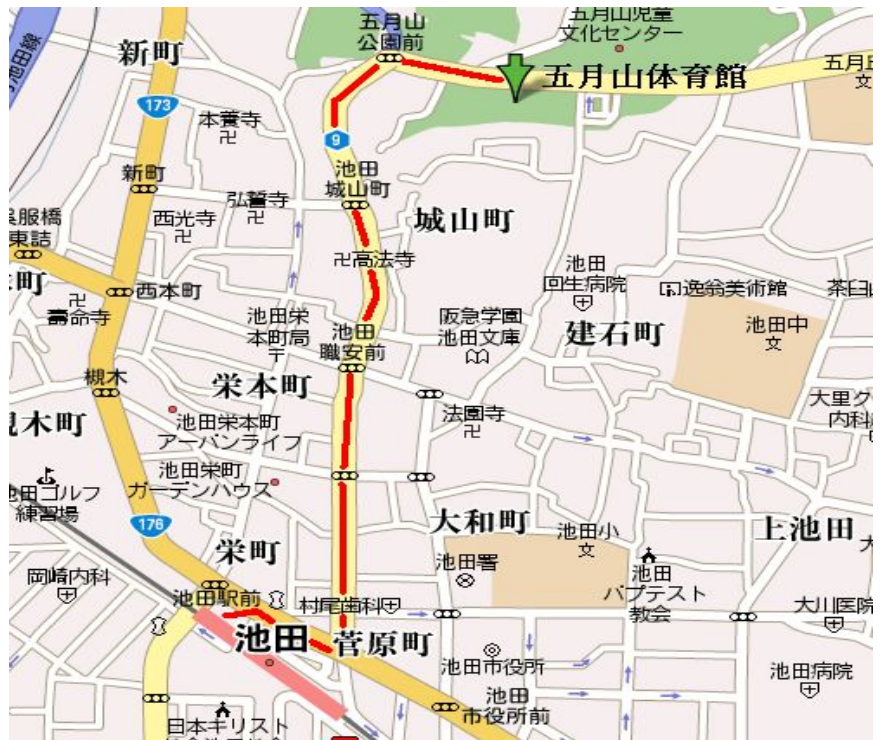 五月山
公園前
五月山児童
文化センター
新町
五月山体育館
五月丘
173
本養寺
9
新町
池田
城山町
弘誓寺
西光寺
城山町
呉服橋
東詰
高法寺
池田
回生病院
逸翁美術館
茶臼山
西本町
壽命寺
池田栄
本町局
池田
職安前
阪急学園
池田文庫
建石町
池田中
槻木
栄本町
大里ク
内科
法園寺
池田栄本町
アーバンライフ
池田栄町
ガーデンハウス
池田ゴルフ
練習場
176
大和町
池田小
上池田
栄町
池田署
岡崎内科
池田
バプテスト
教会
池田駅前
村尾歯科
大川医院
池田
菅原町
池田市役所
池田病院
池田
市役所前
日本キリスト